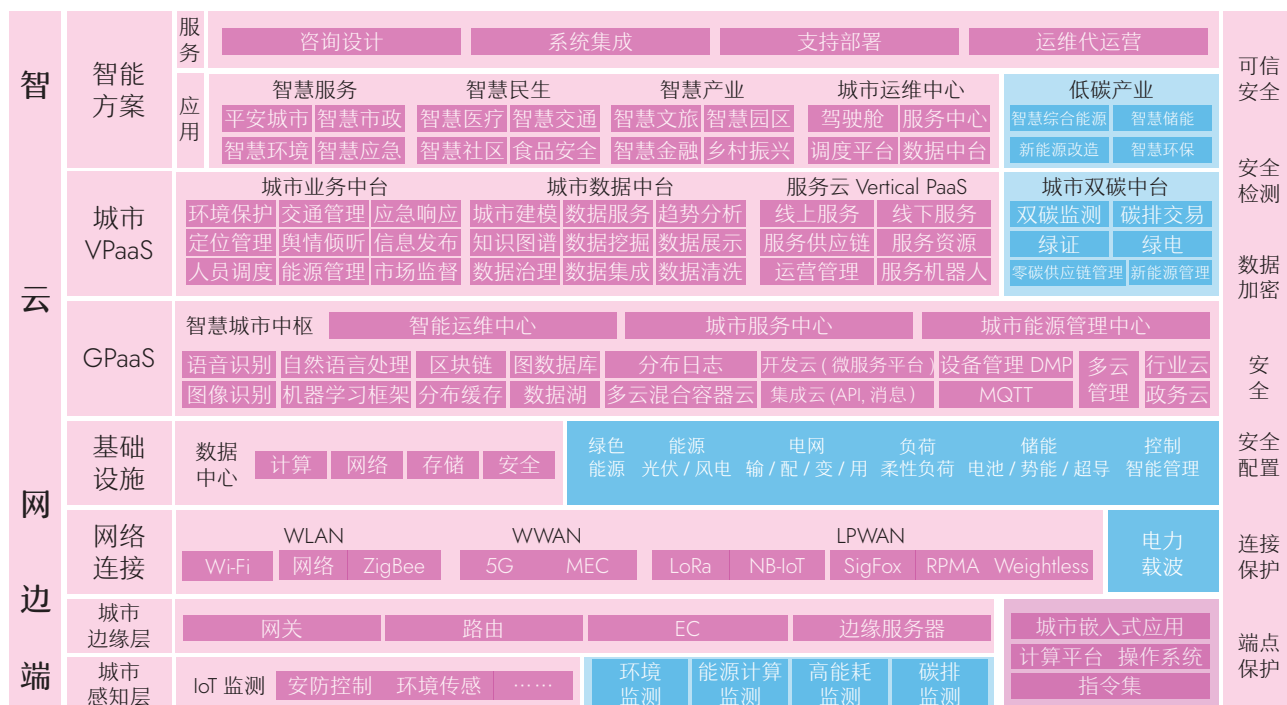 智
云
网
边
端
智能
方案
服
务
咨询设计 系统集成 支持部署 运维代运营
应
用
智慧服务 智慧民生 智慧产业 城市运维中心 低碳产业
平安城市 智慧市政 智慧医疗 智慧交通 智慧文旅 智慧园区 驾驶舱 服务中心 智慧综合能源 智慧储能
智慧环境 智慧应急 智慧社区 食品安全 智慧金融 乡村振兴 调度平台 数据中台 新能源改造 智慧环保
城市
VPaaS
城市业务中台 城市数据中台 服务云 Vertical PaaS 城市双碳中台
环境保护 交通管理 应急响应 城市建模 数据服务 趋势分析 线上服务 线下服务 双碳监测 碳排交易
定位管理 舆情倾听 信息发布 知识图谱 数据挖掘 数据展示 服务供应链 服务资源 绿证 绿电
人员调度 能源管理 市场监督 数据治理 数据集成 数据清洗 运营管理 服务机器人 零碳供应链管理 新能源管理
GPaaS
智慧城市中枢 智能运维中心 城市服务中心 城市能源管理中心
语音识别 自然语言处理 区块链 图数据库 分布日志 开发云 ( 微服务平台 ) 设备管理 DMP 多云 行业云
图像识别 机器学习框架 分布缓存 数据湖 多云混合容器云 集成云 (API, 消息 ) MQTT 管理 政务云
基础
设施
数据
中心
计算 网络 存储 安全
绿色 能源 电网 负荷 储能 控制
能源 光伏 / 风电 输 / 配 / 变 / 用 柔性负荷 电池 / 势能 / 超导 智能管理
网络
连接
WLAN WWAN LPWAN
Wi-Fi 网络 ZigBee 5G MEC LoRa NB-IoT SigFox RPMA Weightless
电力
载波
城市
边缘层
网关 路由 EC 边缘服务器
城市
感知层
IoT 监测 安防控制 环境传感 ……
环境 能源计算 高能耗 碳排
监测 监测 监测 监测
城市嵌入式应用
计算平台 操作系统
指令集
可信
安全
安全
检测
数据
加密
安
全
安全
配置
连接
保护
端点
保护